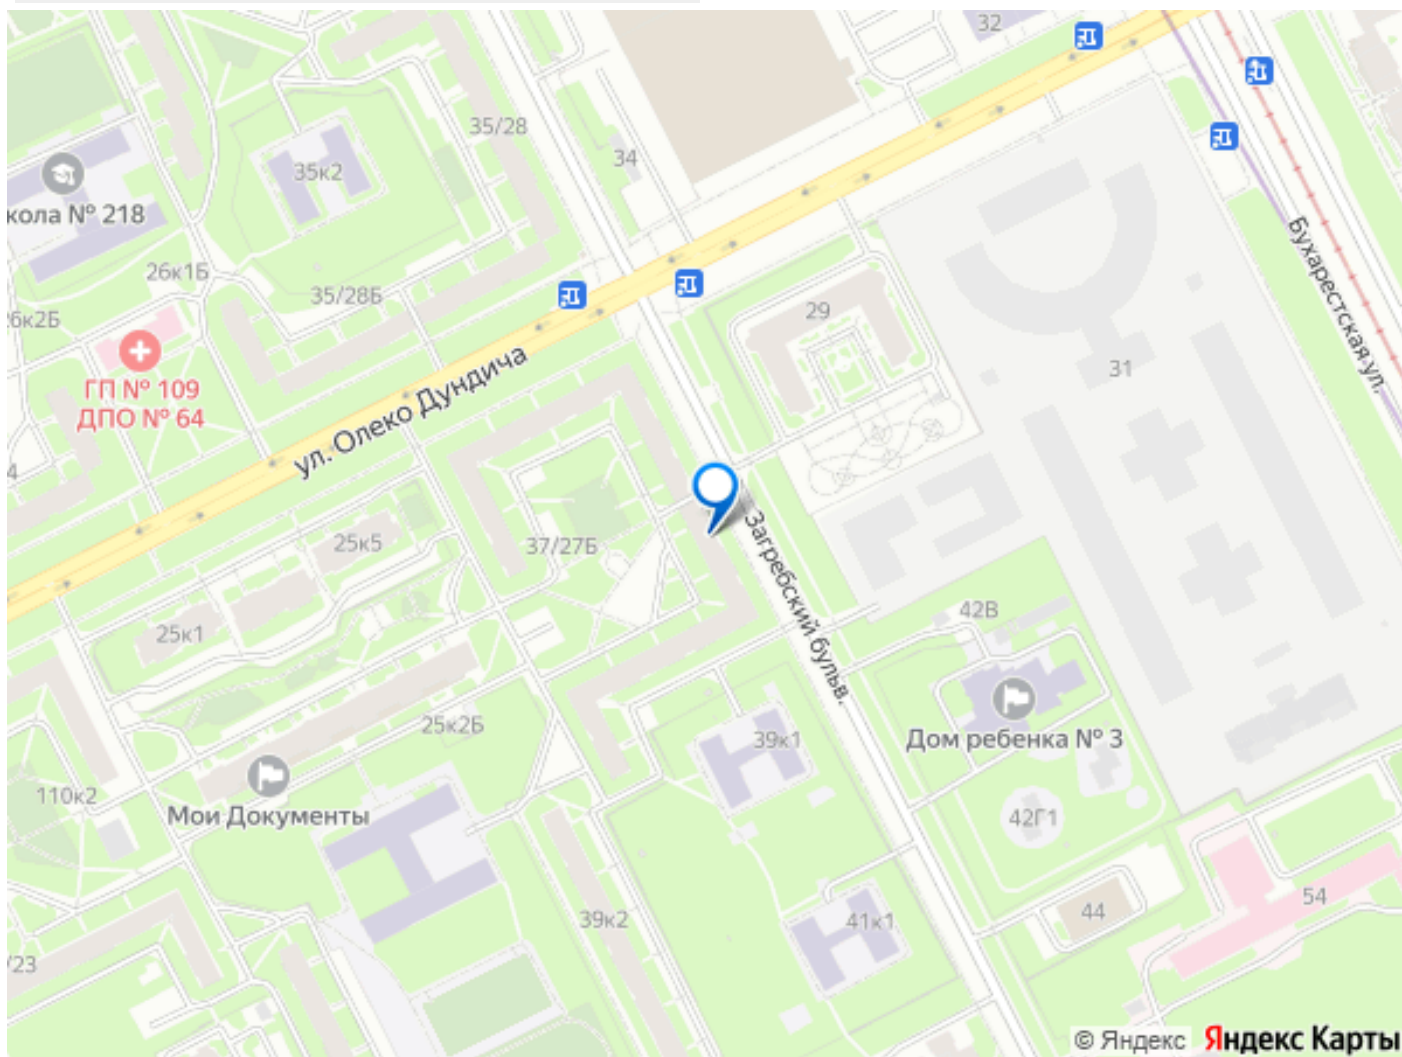 32
35/28
34
35к2
кола № 218
26к1Б
35/28Б
6к2Б
29
Бухарестская ул.
31
ГП № 109
ДПО № 64
ул. Олеко Дундича
4
25к5
37/27Б
Загребский бульв.
42В
25к1
25к2Б
39к1
Дом ребенка № 3
110к2
Мои Документы
42Г1
54
44
39к2
41к1
/23
© Яндекс Яндекс Карты